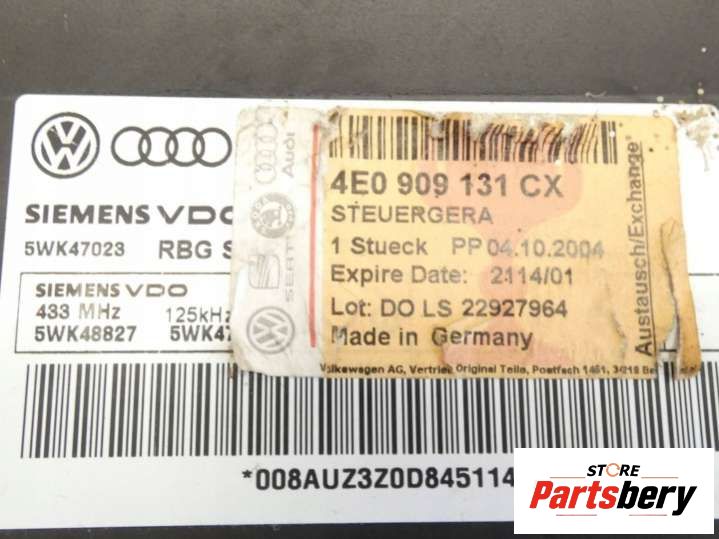 SIEMENS VDO
5WK47023 RBG S
SIEMENS VDO
433 MHz 125kHz
5WK48827 5WK47
Audi
SEAT
4E0 909 131 CX
STEUERGERA
1 Stueck PP 04.10.2004
Expire Date: 2114/01
Lot: DO LS 22927964
Made in Germany
Volkswagen AG, Vertrieb Original Teile, Postfach 1451, 34219
Austausch/Exchange
*008AUZ3Z0D845114
STORE
Partsbery